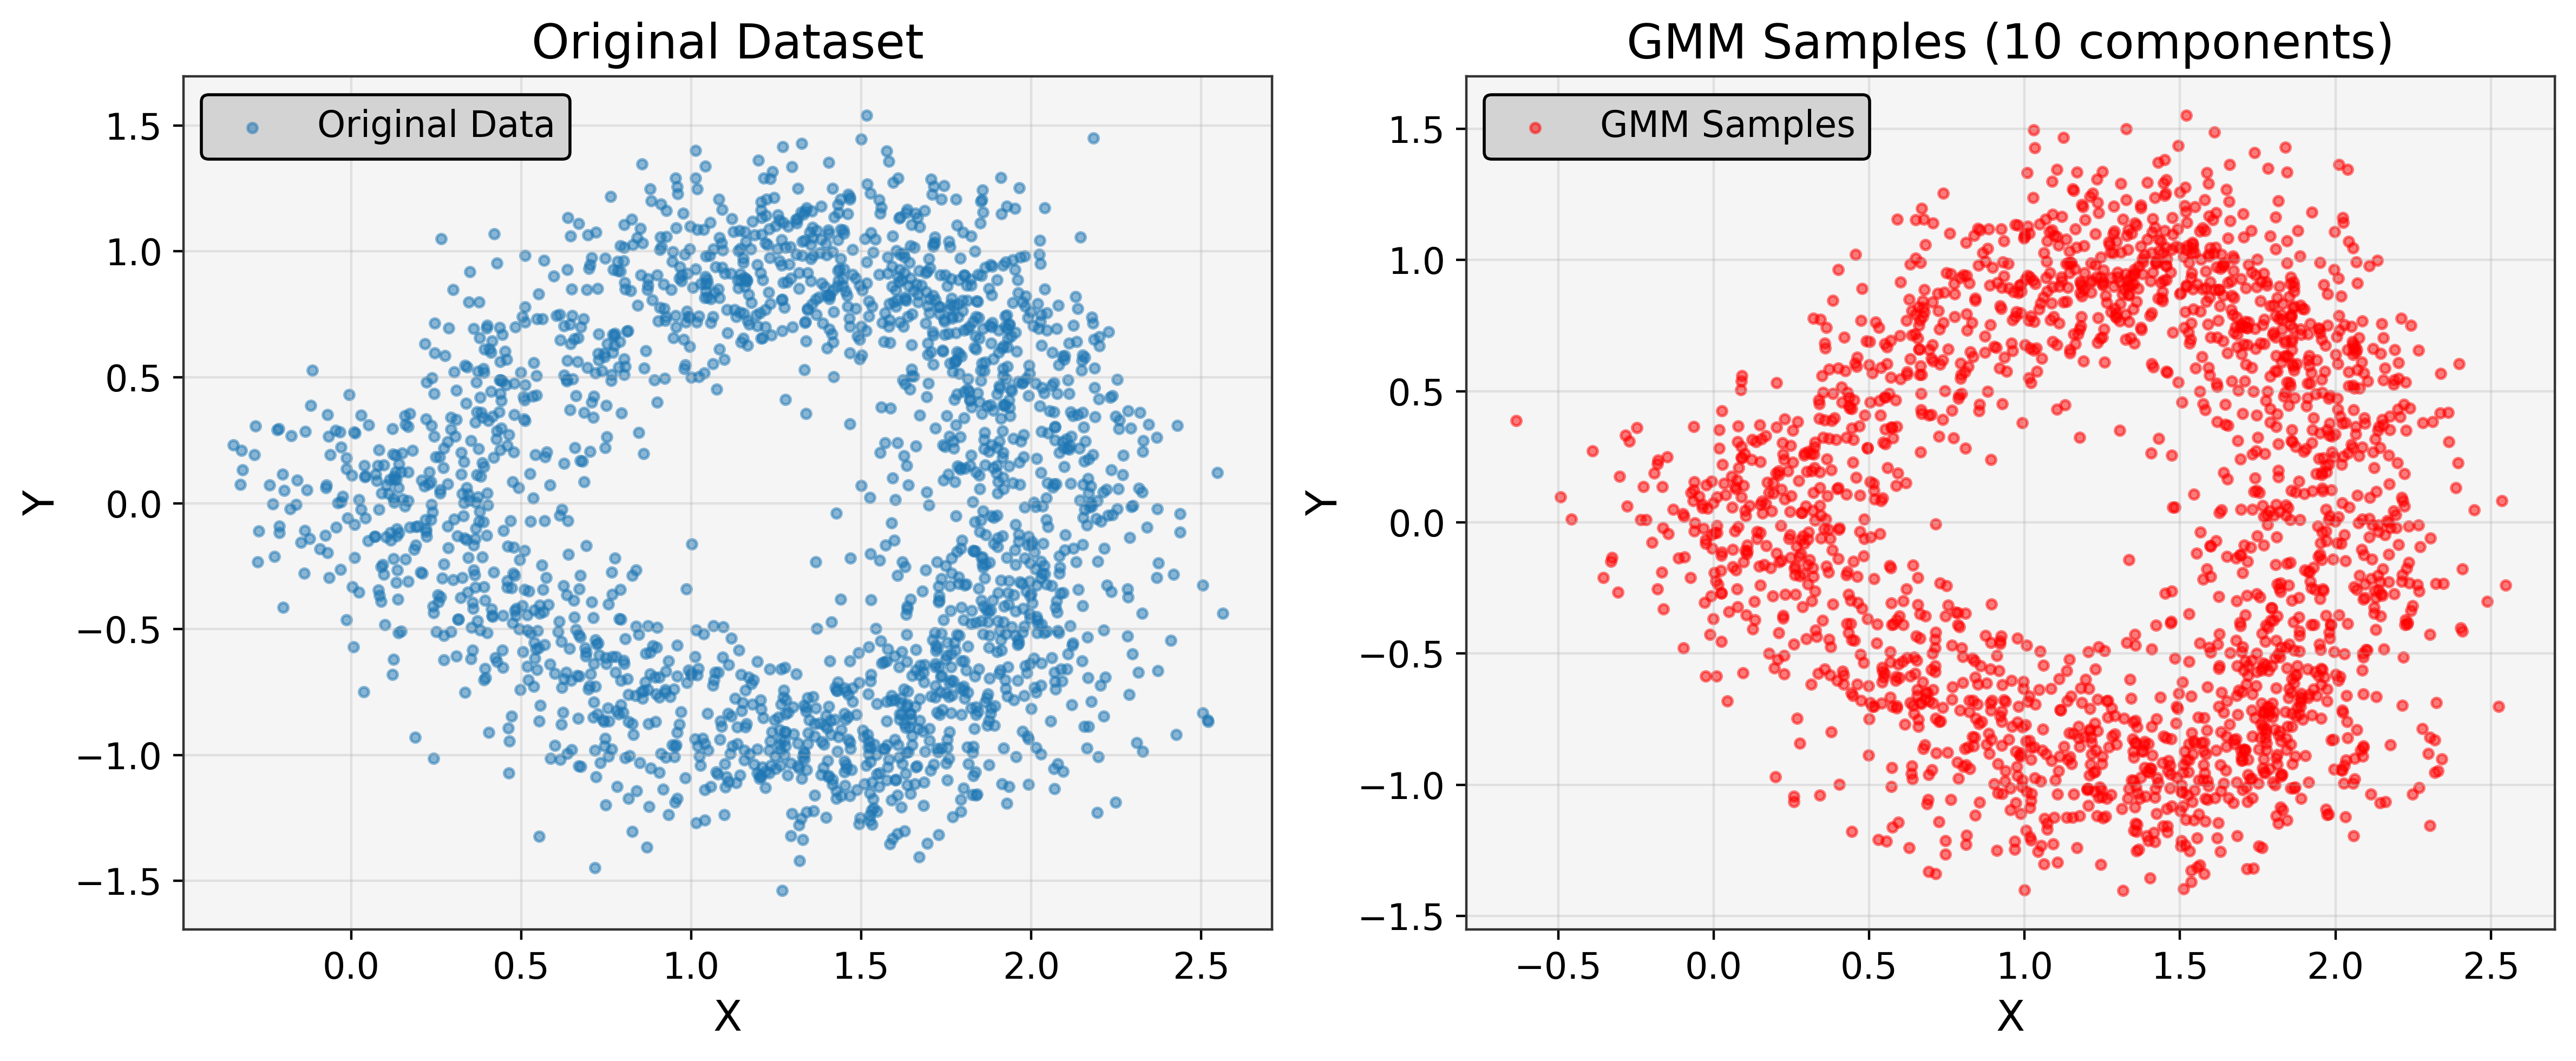 Original Dataset
Original Data
1.5
1.0
0.5
0.0
−0.5
−1.0
−1.5
Y
0.0 0.5 1.0 1.5 2.0 2.5
X
GMM Samples (10 components)
GMM Samples
1.5
1.0
0.5
0.0
−0.5
−1.0
−1.5
Y
−0.5 0.0 0.5 1.0 1.5 2.0 2.5
X